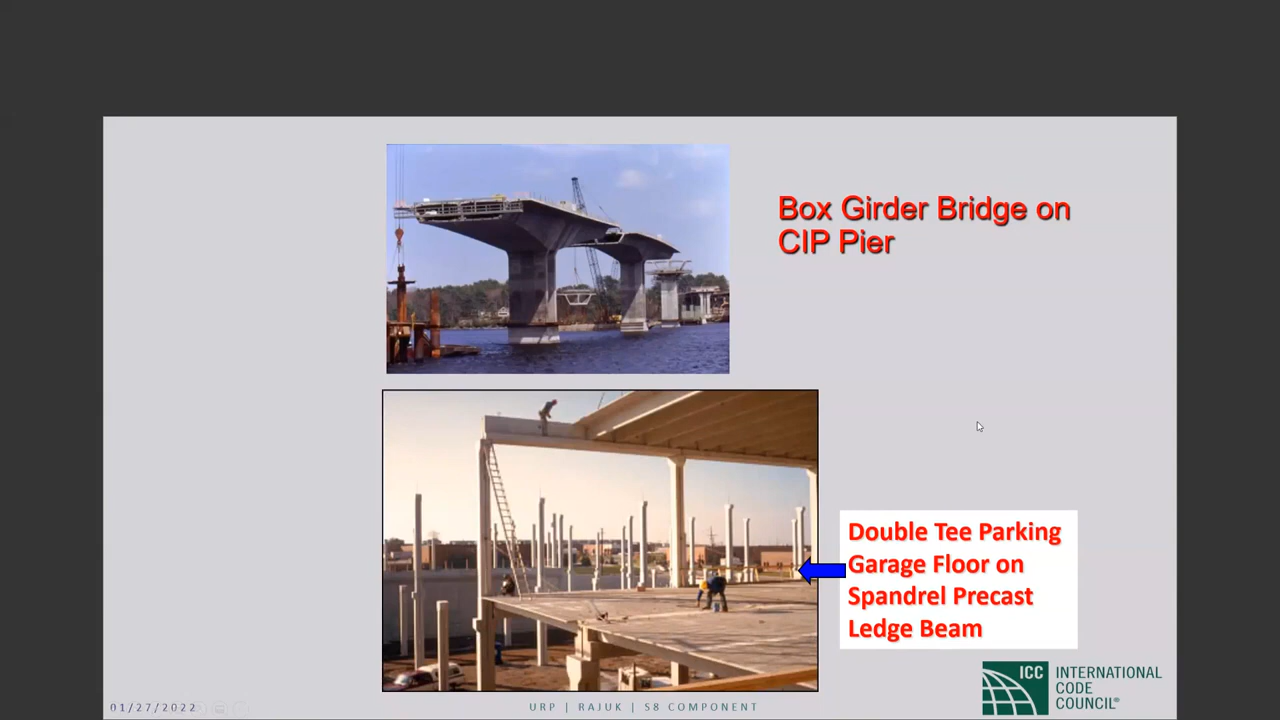 Box Girder Bridge on
CIP Pier
Double Tee Parking
Garage Floor on
Spandrel Precast
Ledge Beam
ICC INTERNATIONAL
CODE
COUNCIL®
01/27/2022
URP | RAJUK | S8 COMPONENT